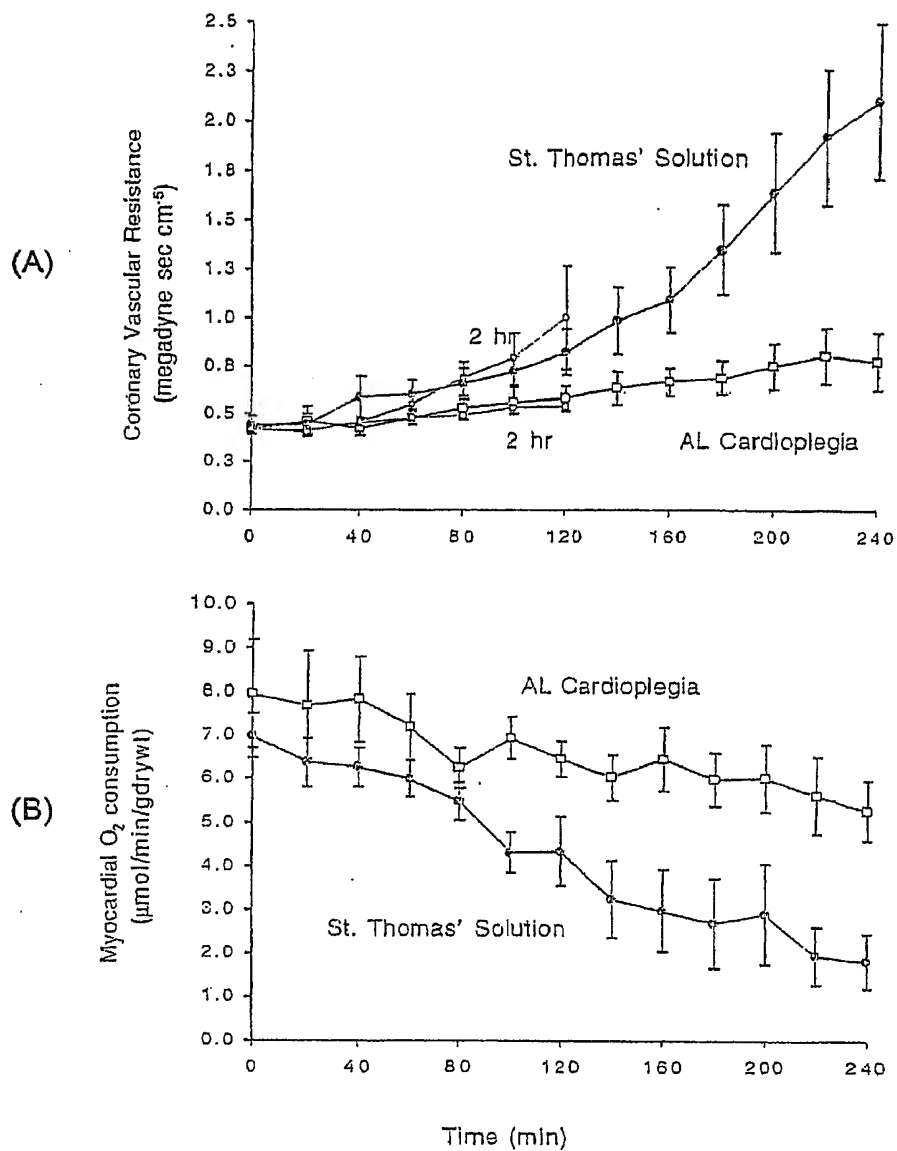 (A)
Coronary Vascular Resistance
(megadyne sec cm-5)
2.5
2.3
2.0
1.8
1.5
1.3
1.0
0.8
0.5
0.3
0.0
St. Thomas' Solution
2 hr
2 hr
AL Cardioplegia
0 40 80 120 160 200 240
(B)
Myocardial O2 consumption
(µmol/min/gdrywt)
10.0
9.0
8.0
7.0
6.0
5.0
4.0
3.0
2.0
1.0
0.0
AL Cardioplegia
St. Thomas' Solution
0 40 80 120 160 200 240
Time (min)